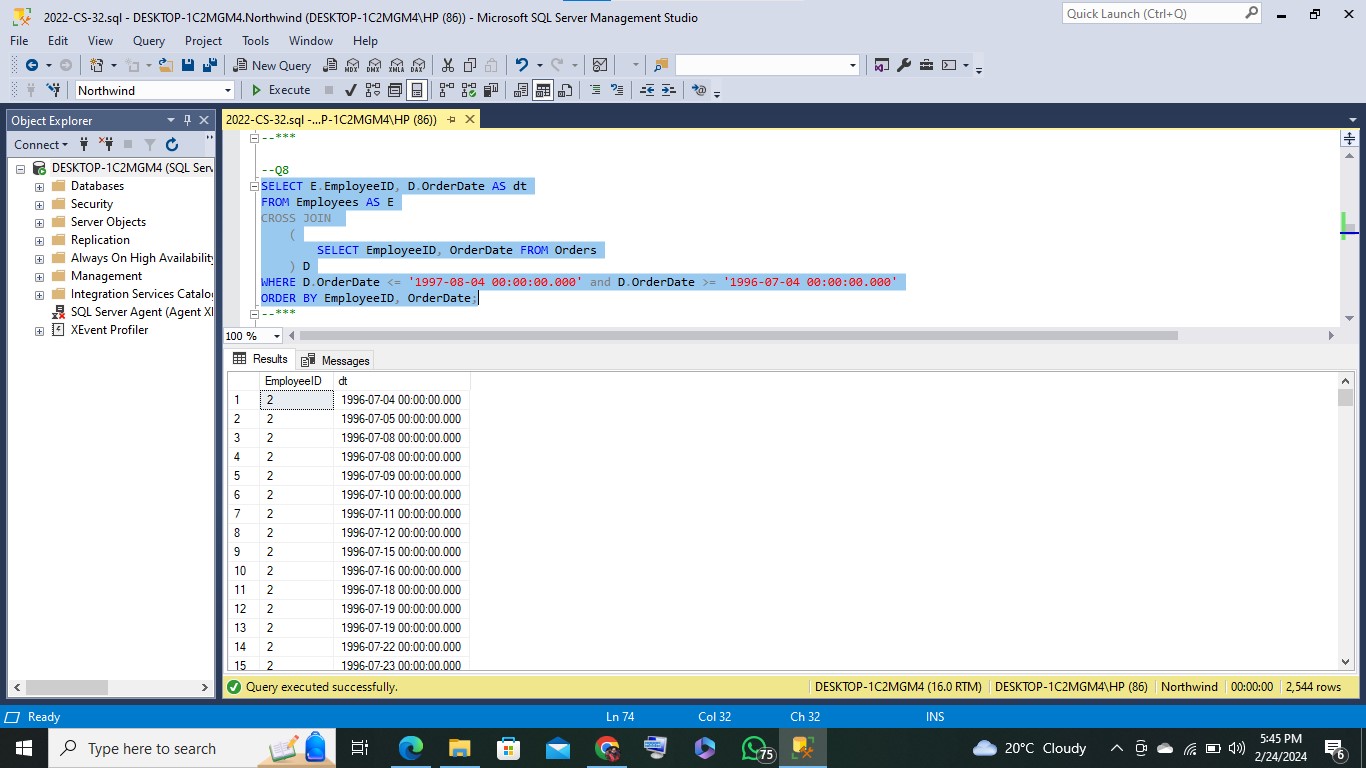 2022-CS-32.sql - DESKTOP-1C2MGM4.Northwind (DESKTOP-1C2MGM4\HP (86)) - Microsoft SQL Server Management Studio
Quick Launch (Ctrl+Q)
File Edit View Query Project Tools Window Help
New Query MDX DMX XMLA DAX
Northwind Execute
Object Explorer
Connect
DESKTOP-1C2MGM4 (SQL Serv
Databases
Security
Server Objects
Replication
Always On High Availability
Management
Integration Services Catalo
SQL Server Agent (Agent XI
XEvent Profiler
2022-CS-32.sql -...P-1C2MGM4\HP (86))
--***
--Q8
SELECT E.EmployeeID, D.OrderDate AS dt
FROM Employees AS E
CROSS JOIN
(
SELECT EmployeeID, OrderDate FROM Orders
) D
WHERE D.OrderDate <= '1997-08-04 00:00:00.000' and D.OrderDate >= '1996-07-04 00:00:00.000'
ORDER BY EmployeeID, OrderDate;
--***
100 %
Results Messages
EmployeeID dt
1 2 1996-07-04 00:00:00.000
2 2 1996-07-05 00:00:00.000
3 2 1996-07-08 00:00:00.000
4 2 1996-07-08 00:00:00.000
5 2 1996-07-09 00:00:00.000
6 2 1996-07-10 00:00:00.000
7 2 1996-07-11 00:00:00.000
8 2 1996-07-12 00:00:00.000
9 2 1996-07-15 00:00:00.000
10 2 1996-07-16 00:00:00.000
11 2 1996-07-18 00:00:00.000
12 2 1996-07-19 00:00:00.000
13 2 1996-07-19 00:00:00.000
14 2 1996-07-22 00:00:00.000
15 2 1996-07-23 00:00:00.000
Query executed successfully. DESKTOP-1C2MGM4 (16.0 RTM) DESKTOP-1C2MGM4\HP (86) Northwind 00:00:00 2,544 rows
Ready Ln 74 Col 32 Ch 32 INS
Type here to search 75 20°C Cloudy 5:45 PM
2/24/2024 6